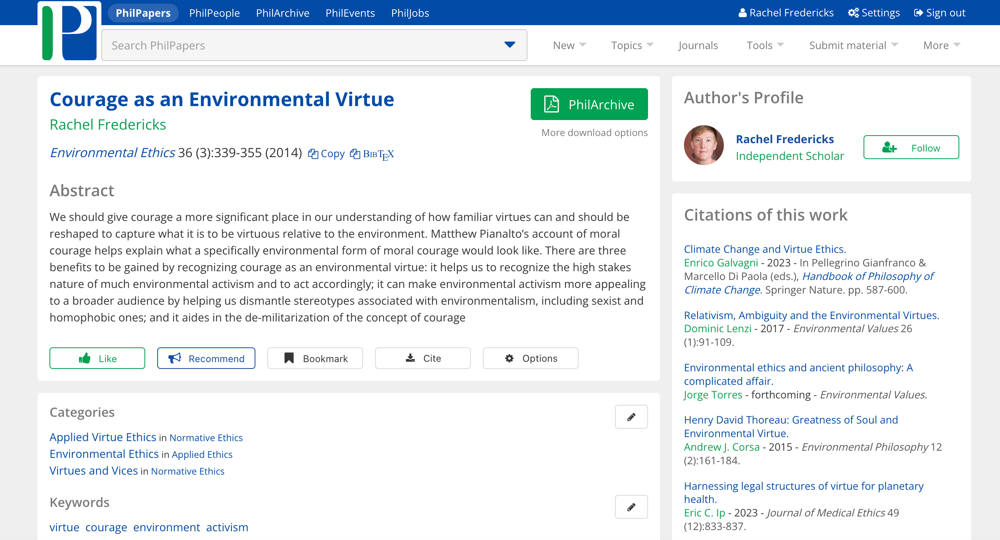 PhilPapers PhilPeople PhilArchive PhilEvents PhilJobs Rachel Fredericks Settings Sign out
Search PhilPapers New Topics Journals Tools Submit material More
Courage as an Environmental Virtue
Rachel Fredericks
Environmental Ethics 36 (3):339-355 (2014) Copy BIBTEX
PhilArchive
More download options
Abstract
We should give courage a more significant place in our understanding of how familiar virtues can and should be
reshaped to capture what it is to be virtuous relative to the environment. Matthew Pianalto’s account of moral
courage helps explain what a specifically environmental form of moral courage would look like. There are three
benefits to be gained by recognizing courage as an environmental virtue: it helps us to recognize the high stakes
nature of much environmental activism and to act accordingly; it can make environmental activism more appealing
to a broader audience by helping us dismantle stereotypes associated with environmentalism, including sexist and
homophobic ones; and it aides in the de-militarization of the concept of courage
Like Recommend Bookmark Cite Options
Categories
Applied Virtue Ethics in Normative Ethics
Environmental Ethics in Applied Ethics
Virtues and Vices in Normative Ethics
Keywords
virtue courage environment activism
Author's Profile
Rachel Fredericks
Independent Scholar
Follow
Citations of this work
Climate Change and Virtue Ethics.
Enrico Galvagni - 2023 - In Pellegrino Gianfranco &
Marcello Di Paola (eds.), Handbook of Philosophy of
Climate Change. Springer Nature. pp. 587-600.
Relativism, Ambiguity and the Environmental Virtues.
Dominic Lenzi - 2017 - Environmental Values 26
(1):91-109.
Environmental ethics and ancient philosophy: A
complicated affair.
Jorge Torres - forthcoming - Environmental Values.
Henry David Thoreau: Greatness of Soul and
Environmental Virtue.
Andrew J. Corsa - 2015 - Environmental Philosophy 12
(2):161-184.
Harnessing legal structures of virtue for planetary
health.
Eric C. Ip - 2023 - Journal of Medical Ethics 49
(12):833-837.